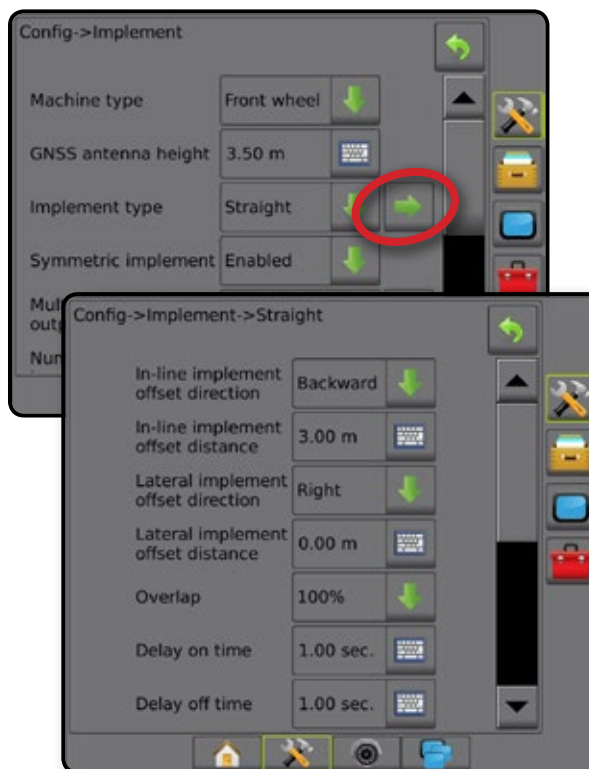 Config->Implement
Machine type Front wheel
GNSS antenna height 3.50 m
Implement type Straight
Symmetric implement Enabled
Config->Implement->Straight
In-line implement
offset direction Backward
In-line implement
offset distance 3.00 m
Lateral implement
offset direction Right
Lateral implement
offset distance 0.00 m
Overlap 100%
Delay on time 1.00 sec.
Delay off time 1.00 sec.